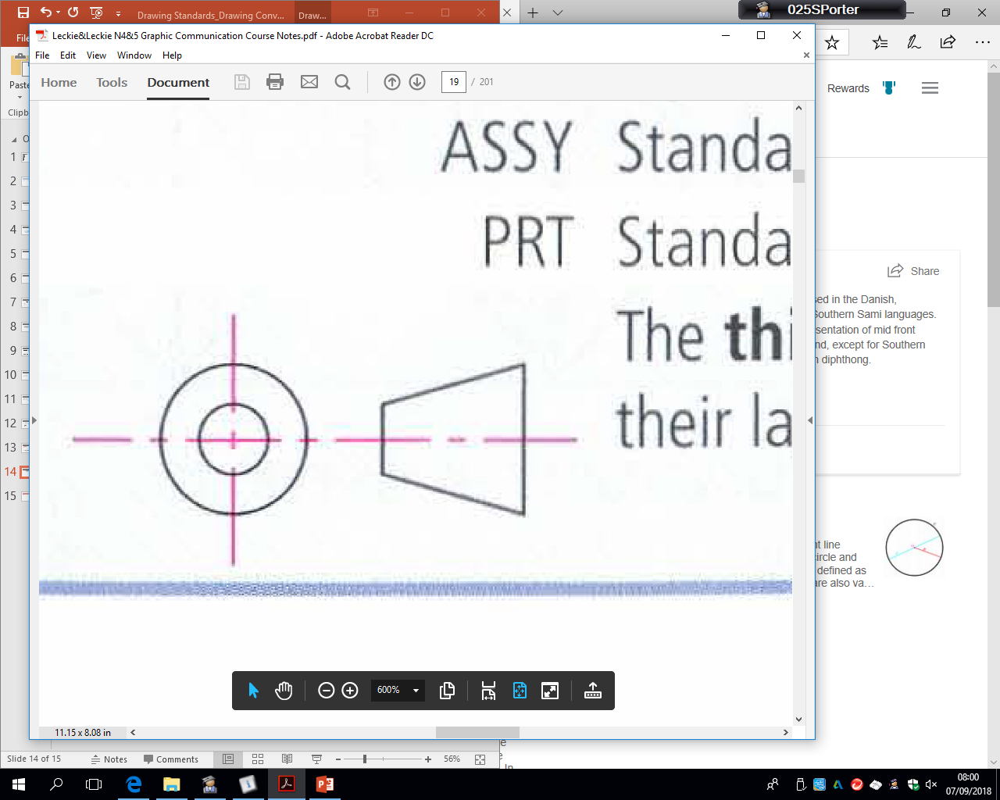 Drawing Standards_Drawing Conv...
Draw...
025SPorter
File
Leckie&Leckie N4&5 Graphic Communication Course Notes.pdf - Adobe Acrobat Reader DC
File Edit View Window Help
Paste
Clipb
Home Tools Document
19 / 201
Rewards
ASSY Standa
PRT Standa
The thi
their la
Share
sed in the Danish,
Southern Sami languages.
sentation of mid front
nd, except for Southern
n diphthong.
1
2
3
4
5
6
7
8
9
10
11
12
13
14
15
nt line
circle and
defined as
are also va...
600%
11.15 x 8.08 in
Slide 14 of 15
Notes
Comments
56%
In
08:00
07/09/2018